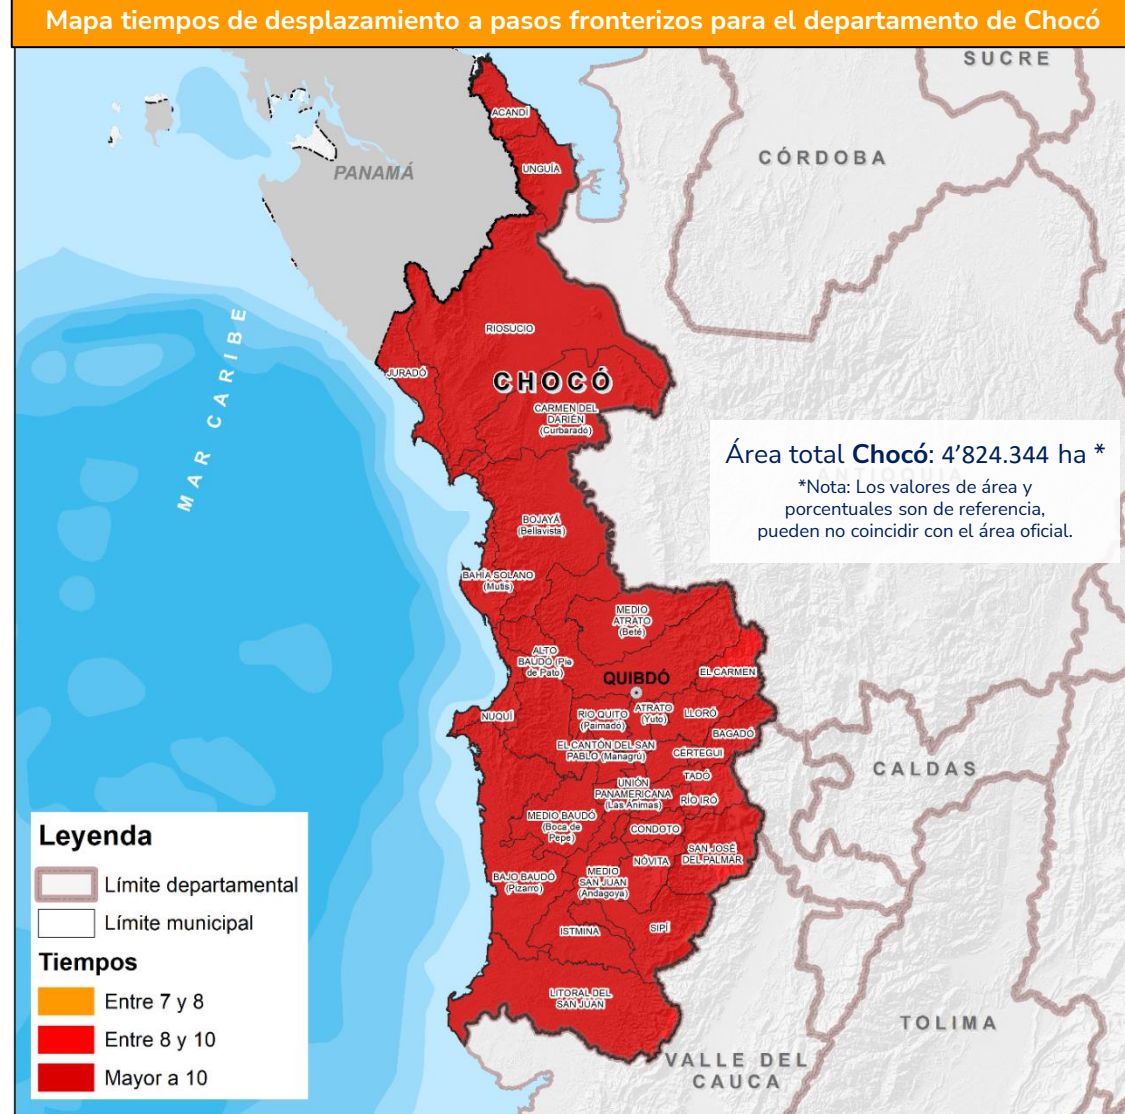 Mapa tiempos de desplazamiento a pasos fronterizos para el departamento de Chocó
SUCRE
ACANDÍ
CÓRDOBA
UNGUÍA
PANAMÁ
MAR CARIBE
RIOSUCIO
JURADÓ
CHOCÓ
CARMEN DEL
DARIÉN
(Curbaradó)
Área total Chocó: 4’824.344 ha *
*Nota: Los valores de área y
porcentuales son de referencia,
pueden no coincidir con el área oficial.
ANTIOQUIA
BOJAYÁ
(Bellavista)
BAHÍA SOLANO
(Mutis)
MEDIO
ATRATO
(Beté)
ALTO
BAUDÓ (Pie
de Pato)
QUIBDÓ
EL CARMEN
NUQUÍ
RIO QUITO
(Paimadó)
ATRATO
(Yuto)
LLORÓ
BAGADÓ
EL CANTÓN DEL SAN
PABLO (Managrú)
CÉRTEGUI
CALDAS
TADÓ
UNIÓN
PANAMERICANA
(Las Ánimas)
RÍO IRÓ
MEDIO BAUDÓ
(Boca de
Pepé)
CONDOTO
SAN JOSÉ
DEL PALMAR
NÓVITA
BAJO BAUDÓ
(Pizarro)
MEDIO
SAN JUAN
(Andagoya)
ISTMINA
SIPÍ
LITORAL DEL
SAN JUAN
TOLIMA
VALLE DEL
CAUCA
Leyenda
Límite departamental
Límite municipal
Tiempos
Entre 7 y 8
Entre 8 y 10
Mayor a 10